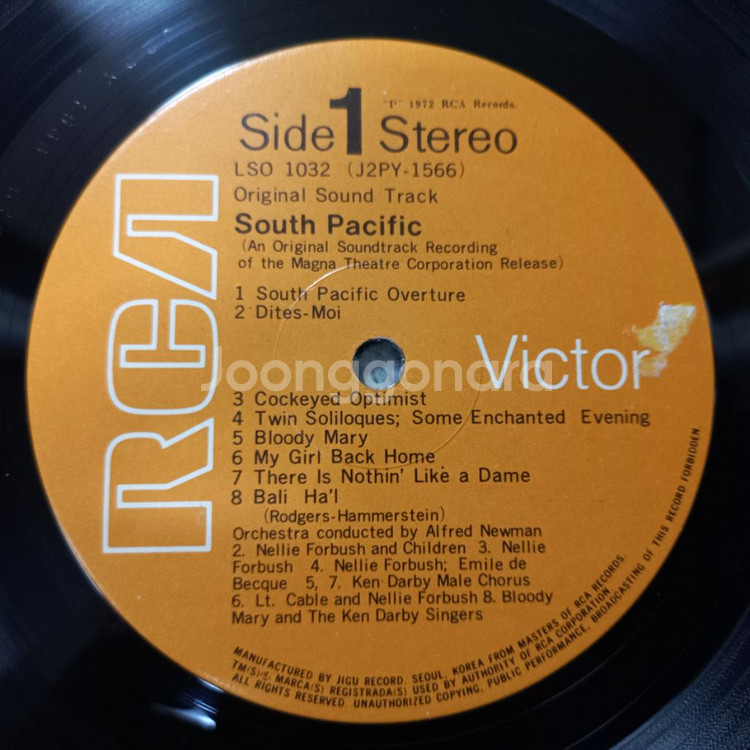 "P" 1972 RCA Records.
Side 1 Stereo
LSO 1032 (J2PY-1566)
Original Sound Track
South Pacific
(An Original Soundtrack Recording
of the Magna Theatre Corporation Release)
1 South Pacific Overture
2 Dites-Moi
RCA
Victor
Joonggonara
3 Cockeyed Optimist
4 Twin Soliloques; Some Enchanted Evening
5 Bloody Mary
6 My Girl Back Home
7 There Is Nothin' Like a Dame
8 Bali Ha'l
(Rodgers-Hammerstein)
Orchestra conducted by Alfred Newman
2. Nellie Forbush and Children 3. Nellie
Forbush 4. Nellie Forbush; Emile de
Becque 5, 7. Ken Darby Male Chorus
6. Lt. Cable and Nellie Forbush 8. Bloody
Mary and The Ken Darby Singers
MANUFACTURED BY JIGU RECORD. SEOUL, KOREA FROM MASTERS OF RCA RECORDS.
TM(S)®, MARCA(S) REGISTRADA(S) USED BY AUTHORITY OF RCA CORPORATION
ALL RIGHTS RESERVED. UNAUTHORIZED COPYING, PUBLIC PERFORMANCE, BROADCASTING OF THIS RECORD FORBIDDEN.